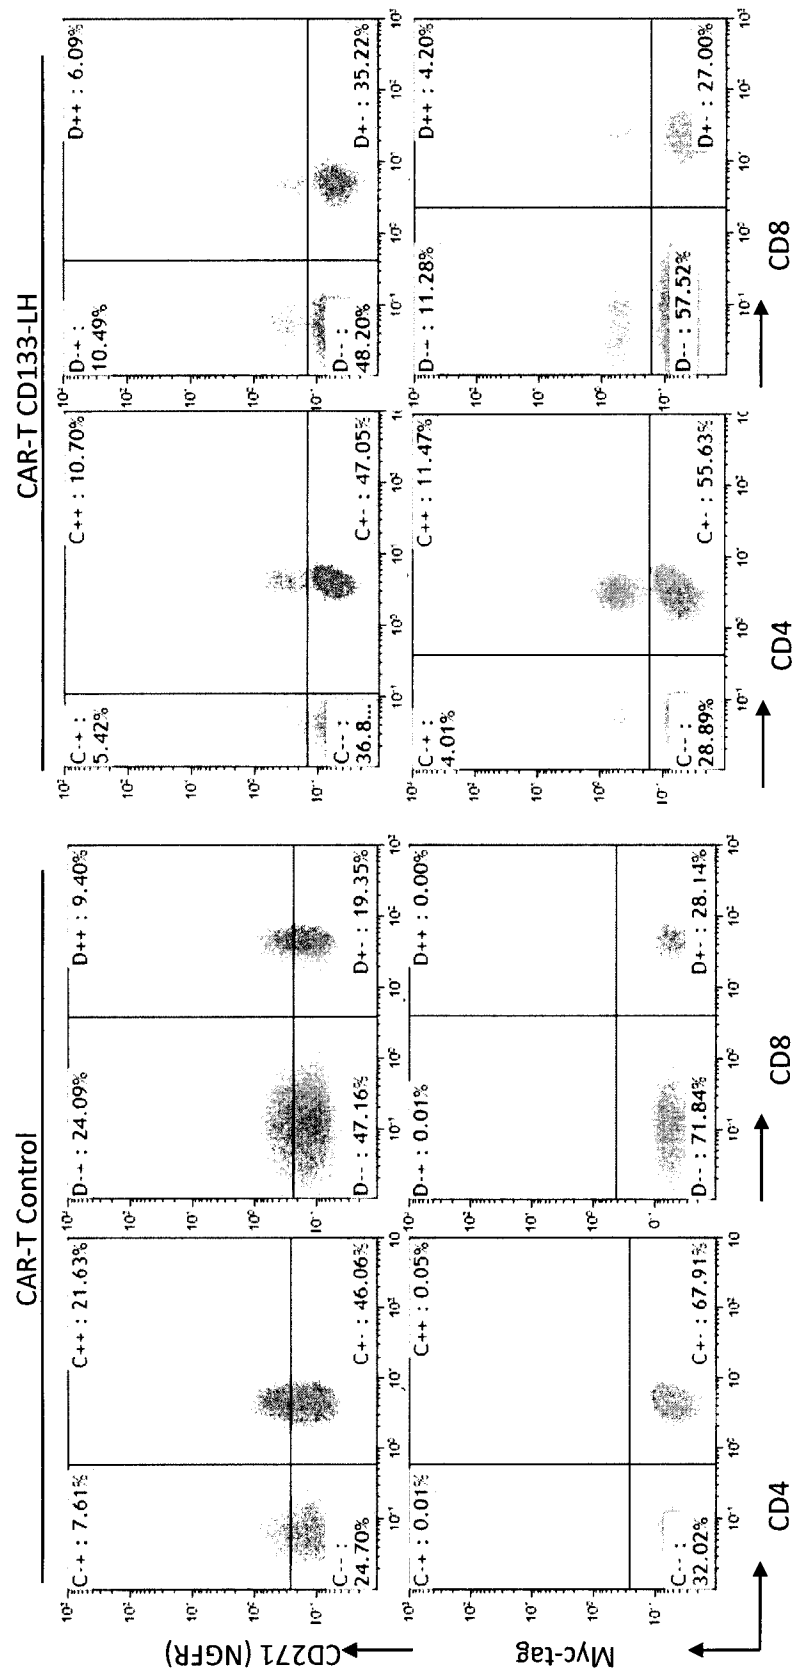 CAR-T Control
CAR-T CD133-LH
CD271 (NGFR)
C-+ : 7.61%
C++ : 21.63%
C-- :
24.70%
C+- : 46.06%
D-+ : 24.09%
D++ : 9.40%
D-- : 47.16%
D+- : 19.35%
C-+ :
5.42%
C++ : 10.70%
C-- :
36.8...
C+- : 47.05%
D-+ :
10.49%
D++ : 6.09%
D-- :
48.20%
D+- : 35.22%
Myc-tag
C-+ : 0.01%
C++ : 0.05%
C-- :
32.02%
C+- : 67.91%
D-+ : 0.01%
D++ : 0.00%
D-- : 71.84%
D+- : 28.14%
C-+ :
4.01%
C++ : 11.47%
C-- :
28.89%
C+- : 55.63%
D-+ : 11.28%
D++ : 4.20%
D-- : 57.52%
D+- : 27.00%
CD4
CD8
CD4
CD8